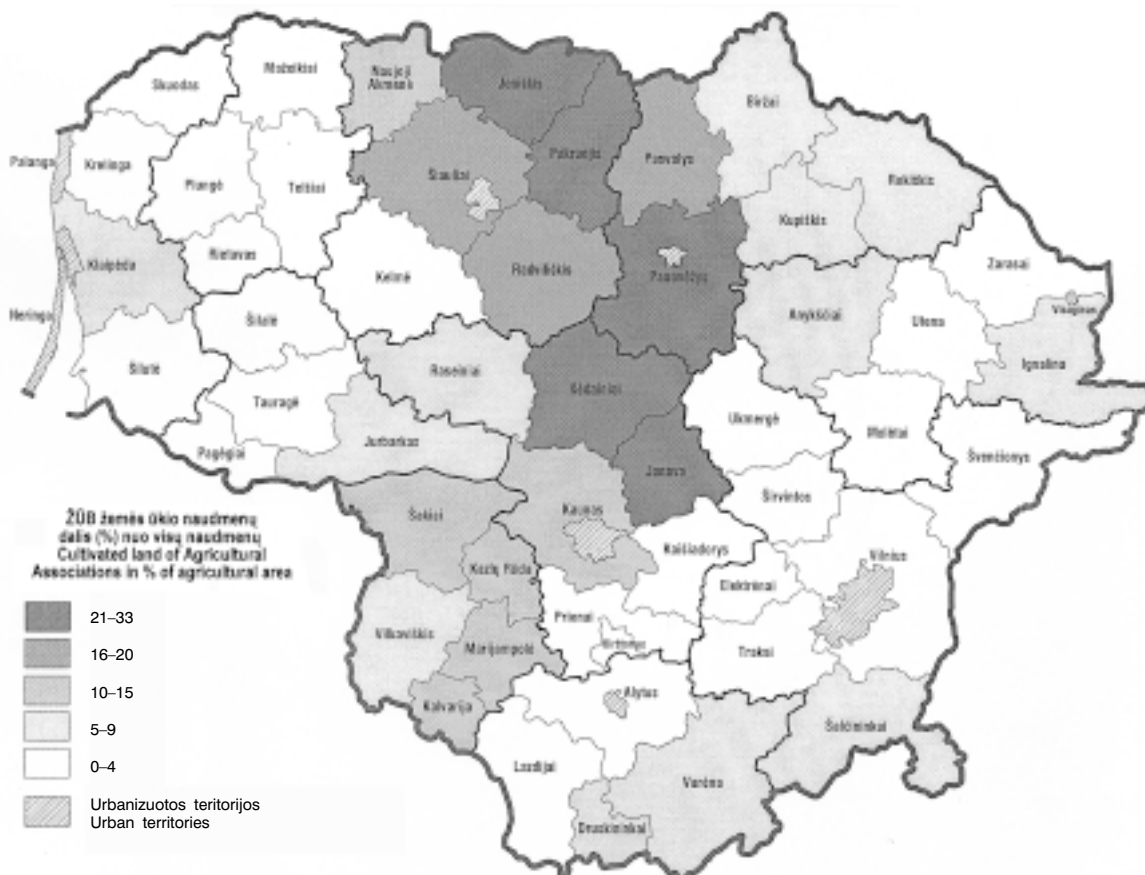 Skuodas
Mažeikiai
Naujoji
Akmenė
Joniškis
Biržai
Palanga
Kretinga
Plungė
Telšiai
Šiauliai
Pakruojis
Pasvalys
Rokiškis
Kupiškis
Klaipėda
Rietavas
Kelmė
Radviliškis
Panevėžys
Zarasai
Visaginas
Neringa
Šilalė
Anykščiai
Utena
Ignalina
Šilutė
Raseiniai
Kėdainiai
Tauragė
Ukmergė
Molėtai
Pagėgiai
Jurbarkas
Švenčionys
Jonava
Širvintos
Šakiai
Kaunas
Kaišiadorys
Vilnius
Kazlų Rūda
Elektrėnai
Prienai
Vilkaviškis
Birštonas
Trakai
Marijampolė
Kalvarija
Alytus
Šalčininkai
Lazdijai
Varėna
Druskininkai
ŽŪB žemės ūkio naudmenų
dalis (%) nuo visų naudmenų
Cultivated land of Agricultural
Associations in % of agricultural area
21–33
16–20
10–15
5–9
0–4
Urbanizuotos teritorijos
Urban territories